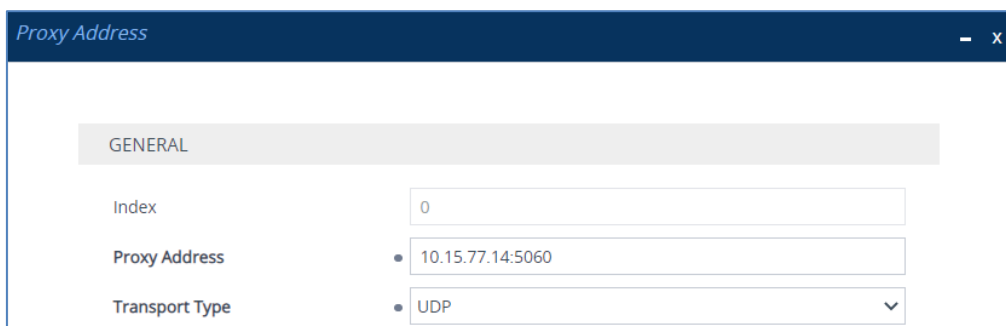 Proxy Address
GENERAL
Index 0
Proxy Address 10.15.77.14:5060
Transport Type UDP